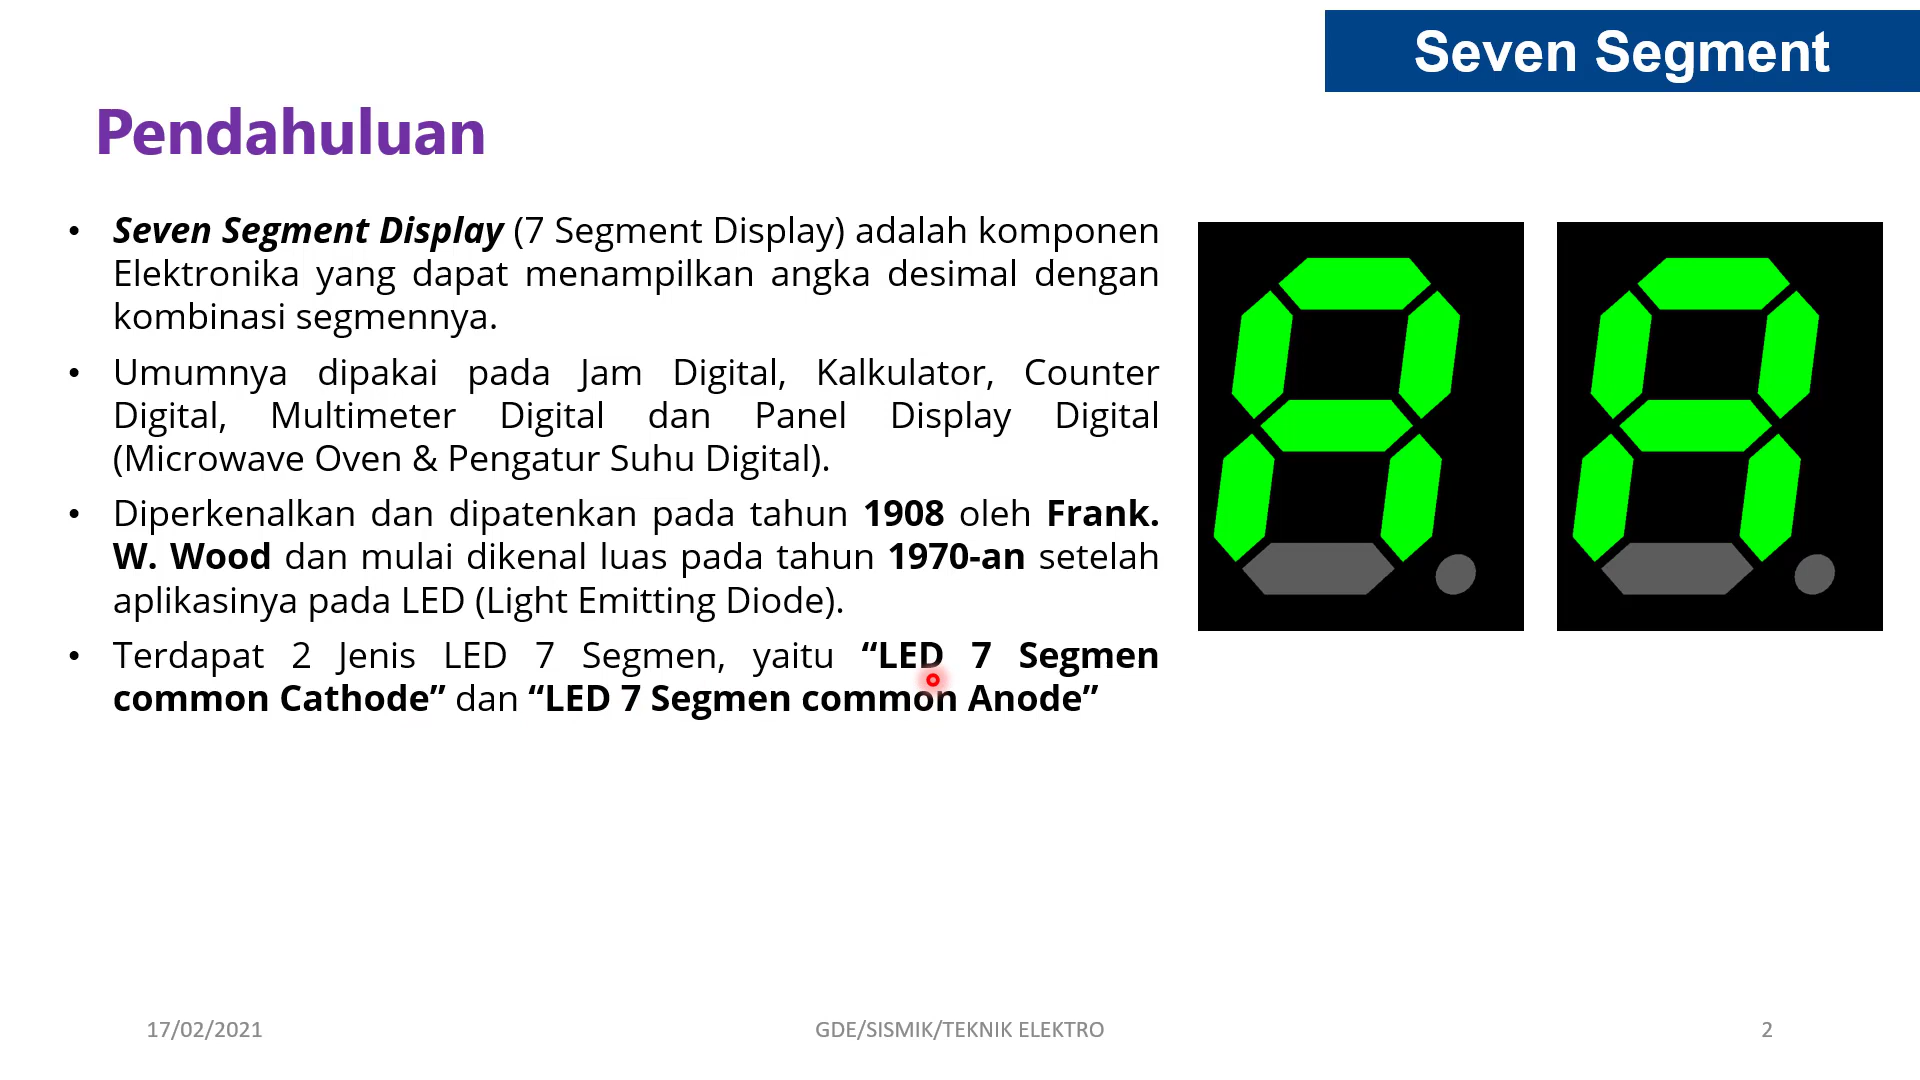 Seven Segment
Pendahuluan
• Seven Segment Display (7 Segment Display) adalah komponen
Elektronika yang dapat menampilkan angka desimal dengan
kombinasi segmennya.
• Umumnya dipakai pada Jam Digital, Kalkulator, Counter
Digital, Multimeter Digital dan Panel Display Digital
(Microwave Oven & Pengatur Suhu Digital).
• Diperkenalkan dan dipatenkan pada tahun 1908 oleh Frank.
W. Wood dan mulai dikenal luas pada tahun 1970-an setelah
aplikasinya pada LED (Light Emitting Diode).
• Terdapat 2 Jenis LED 7 Segmen, yaitu “LED 7 Segmen
common Cathode” dan “LED 7 Segmen common Anode”
17/02/2021
GDE/SISMIK/TEKNIK ELEKTRO
2